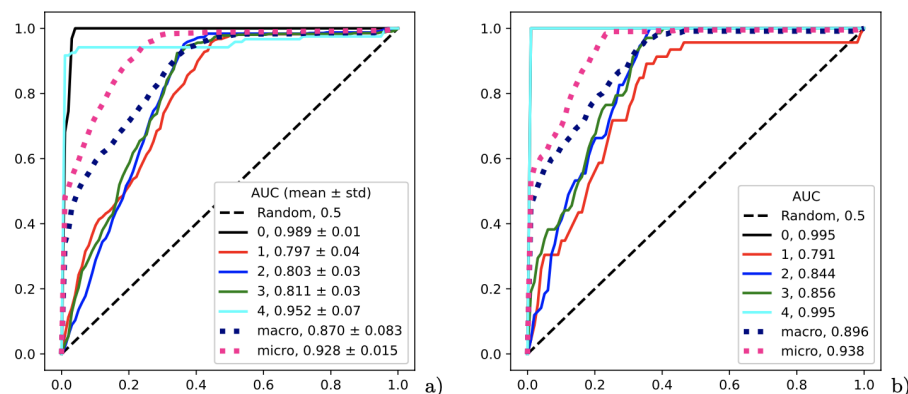 1.0
0.8
0.6
0.4
0.2
0.0
0.0 0.2 0.4 0.6 0.8 1.0
AUC (mean ± std)
Random, 0.5
0, 0.989 ± 0.01
1, 0.797 ± 0.04
2, 0.803 ± 0.03
3, 0.811 ± 0.03
4, 0.952 ± 0.07
macro, 0.870 ± 0.083
micro, 0.928 ± 0.015
a)
1.0
0.8
0.6
0.4
0.2
0.0
0.0 0.2 0.4 0.6 0.8 1.0
AUC
Random, 0.5
0, 0.995
1, 0.791
2, 0.844
3, 0.856
4, 0.995
macro, 0.896
micro, 0.938
b)